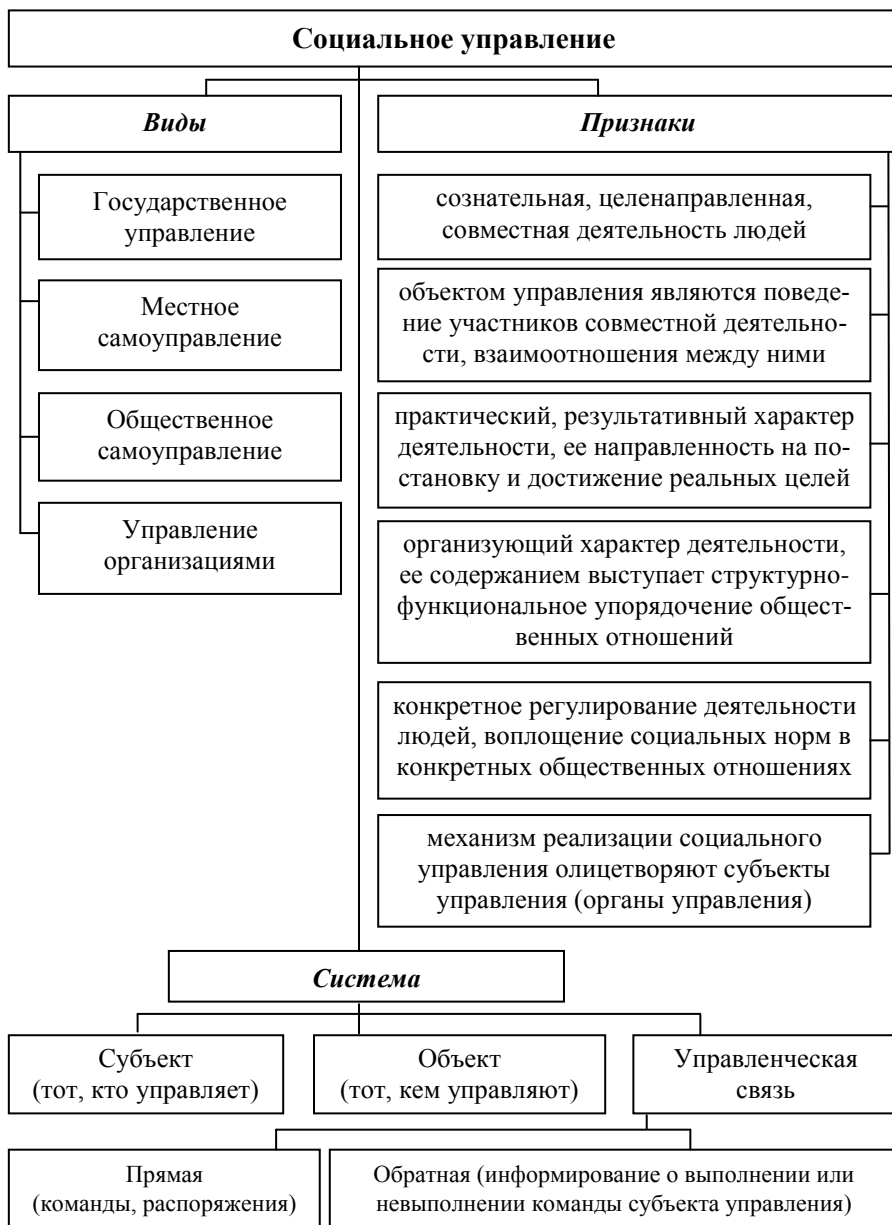 Социальное управление
Виды
Государственное
управление
Местное
самоуправление
Общественное
самоуправление
Управление
организациями
Признаки
сознательная, целенаправленная,
совместная деятельность людей
объектом управления являются поведе-
ние участников совместной деятельно-
сти, взаимоотношения между ними
практический, результативный характер
деятельности, ее направленность на по-
становку и достижение реальных целей
организующий характер деятельности,
ее содержанием выступает структурно-
функциональное упорядочение общест-
венных отношений
конкретное регулирование деятельности
людей, воплощение социальных норм в
конкретных общественных отношениях
механизм реализации социального
управления олицетворяют субъекты
управления (органы управления)
Система
Субъект
(тот, кто управляет)
Объект
(тот, кем управляют)
Управленческая
связь
Прямая
(команды, распоряжения)
Обратная (информирование о выполнении или
невыполнении команды субъекта управления)